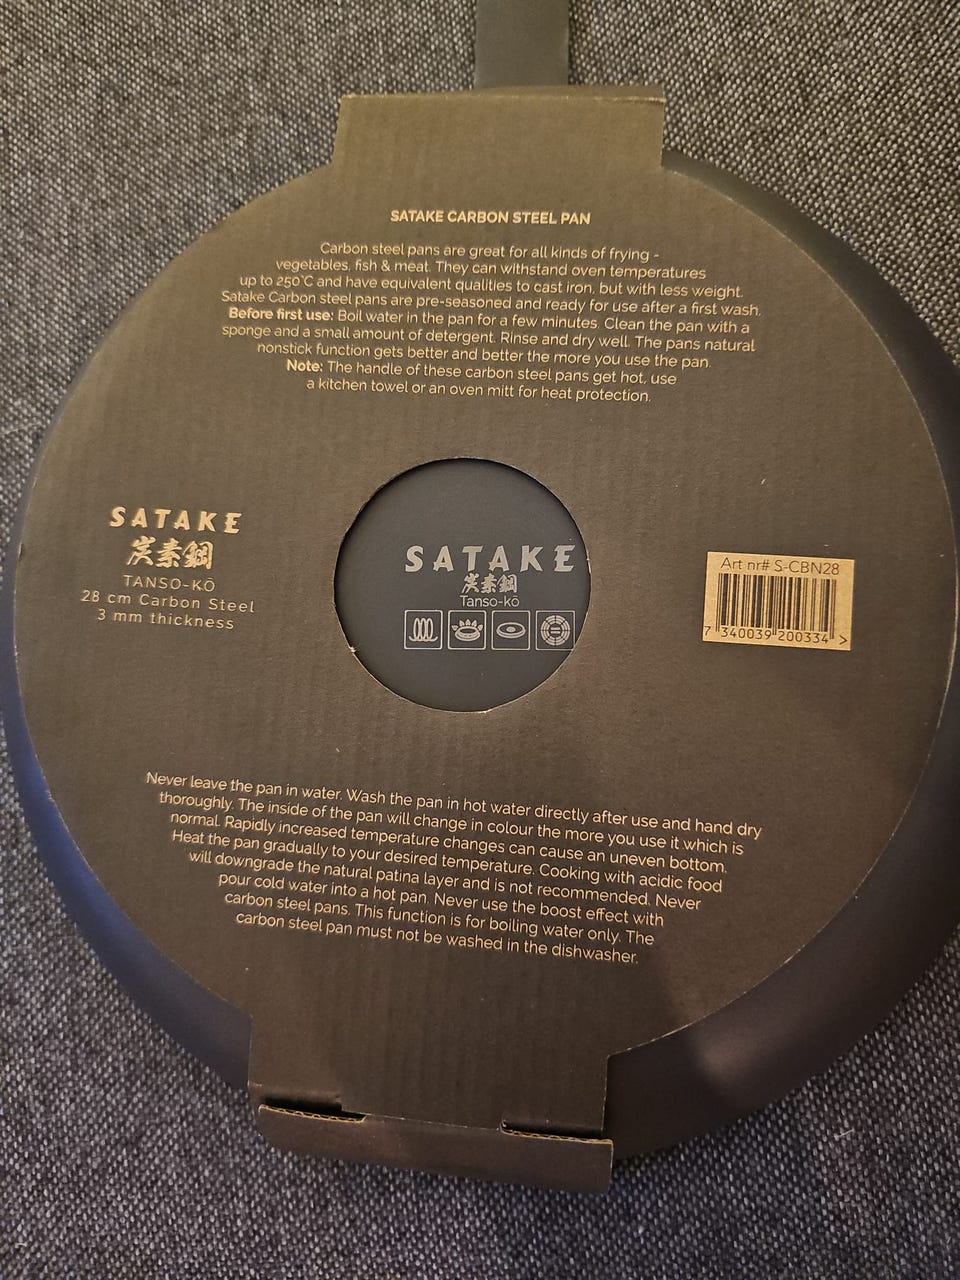 SATAKE CARBON STEEL PAN
Carbon steel pans are great for all kinds of frying -
vegetables, fish & meat. They can withstand oven temperatures
up to 250°C and have equivalent qualities to cast iron, but with less weight.
Satake Carbon steel pans are pre-seasoned and ready for use after a first wash.
Before first use: Boil water in the pan for a few minutes. Clean the pan with a
sponge and a small amount of detergent. Rinse and dry well. The pans natural
nonstick function gets better and better the more you use the pan.
Note: The handle of these carbon steel pans get hot, use
a kitchen towel or an oven mitt for heat protection.
SATAKE
炭素鋼
TANSO-KŌ
28 cm Carbon Steel
3 mm thickness
SATAKE
炭素鋼
Tanso-kō
Art nr# S-CBN28
7 340039 200334 >
Never leave the pan in water. Wash the pan in hot water directly after use and hand dry
thoroughly. The inside of the pan will change in colour the more you use it which is
normal. Rapidly increased temperature changes can cause an uneven bottom.
Heat the pan gradually to your desired temperature. Cooking with acidic food
will downgrade the natural patina layer and is not recommended. Never
pour cold water into a hot pan. Never use the boost effect with
carbon steel pans. This function is for boiling water only. The
carbon steel pan must not be washed in the dishwasher.